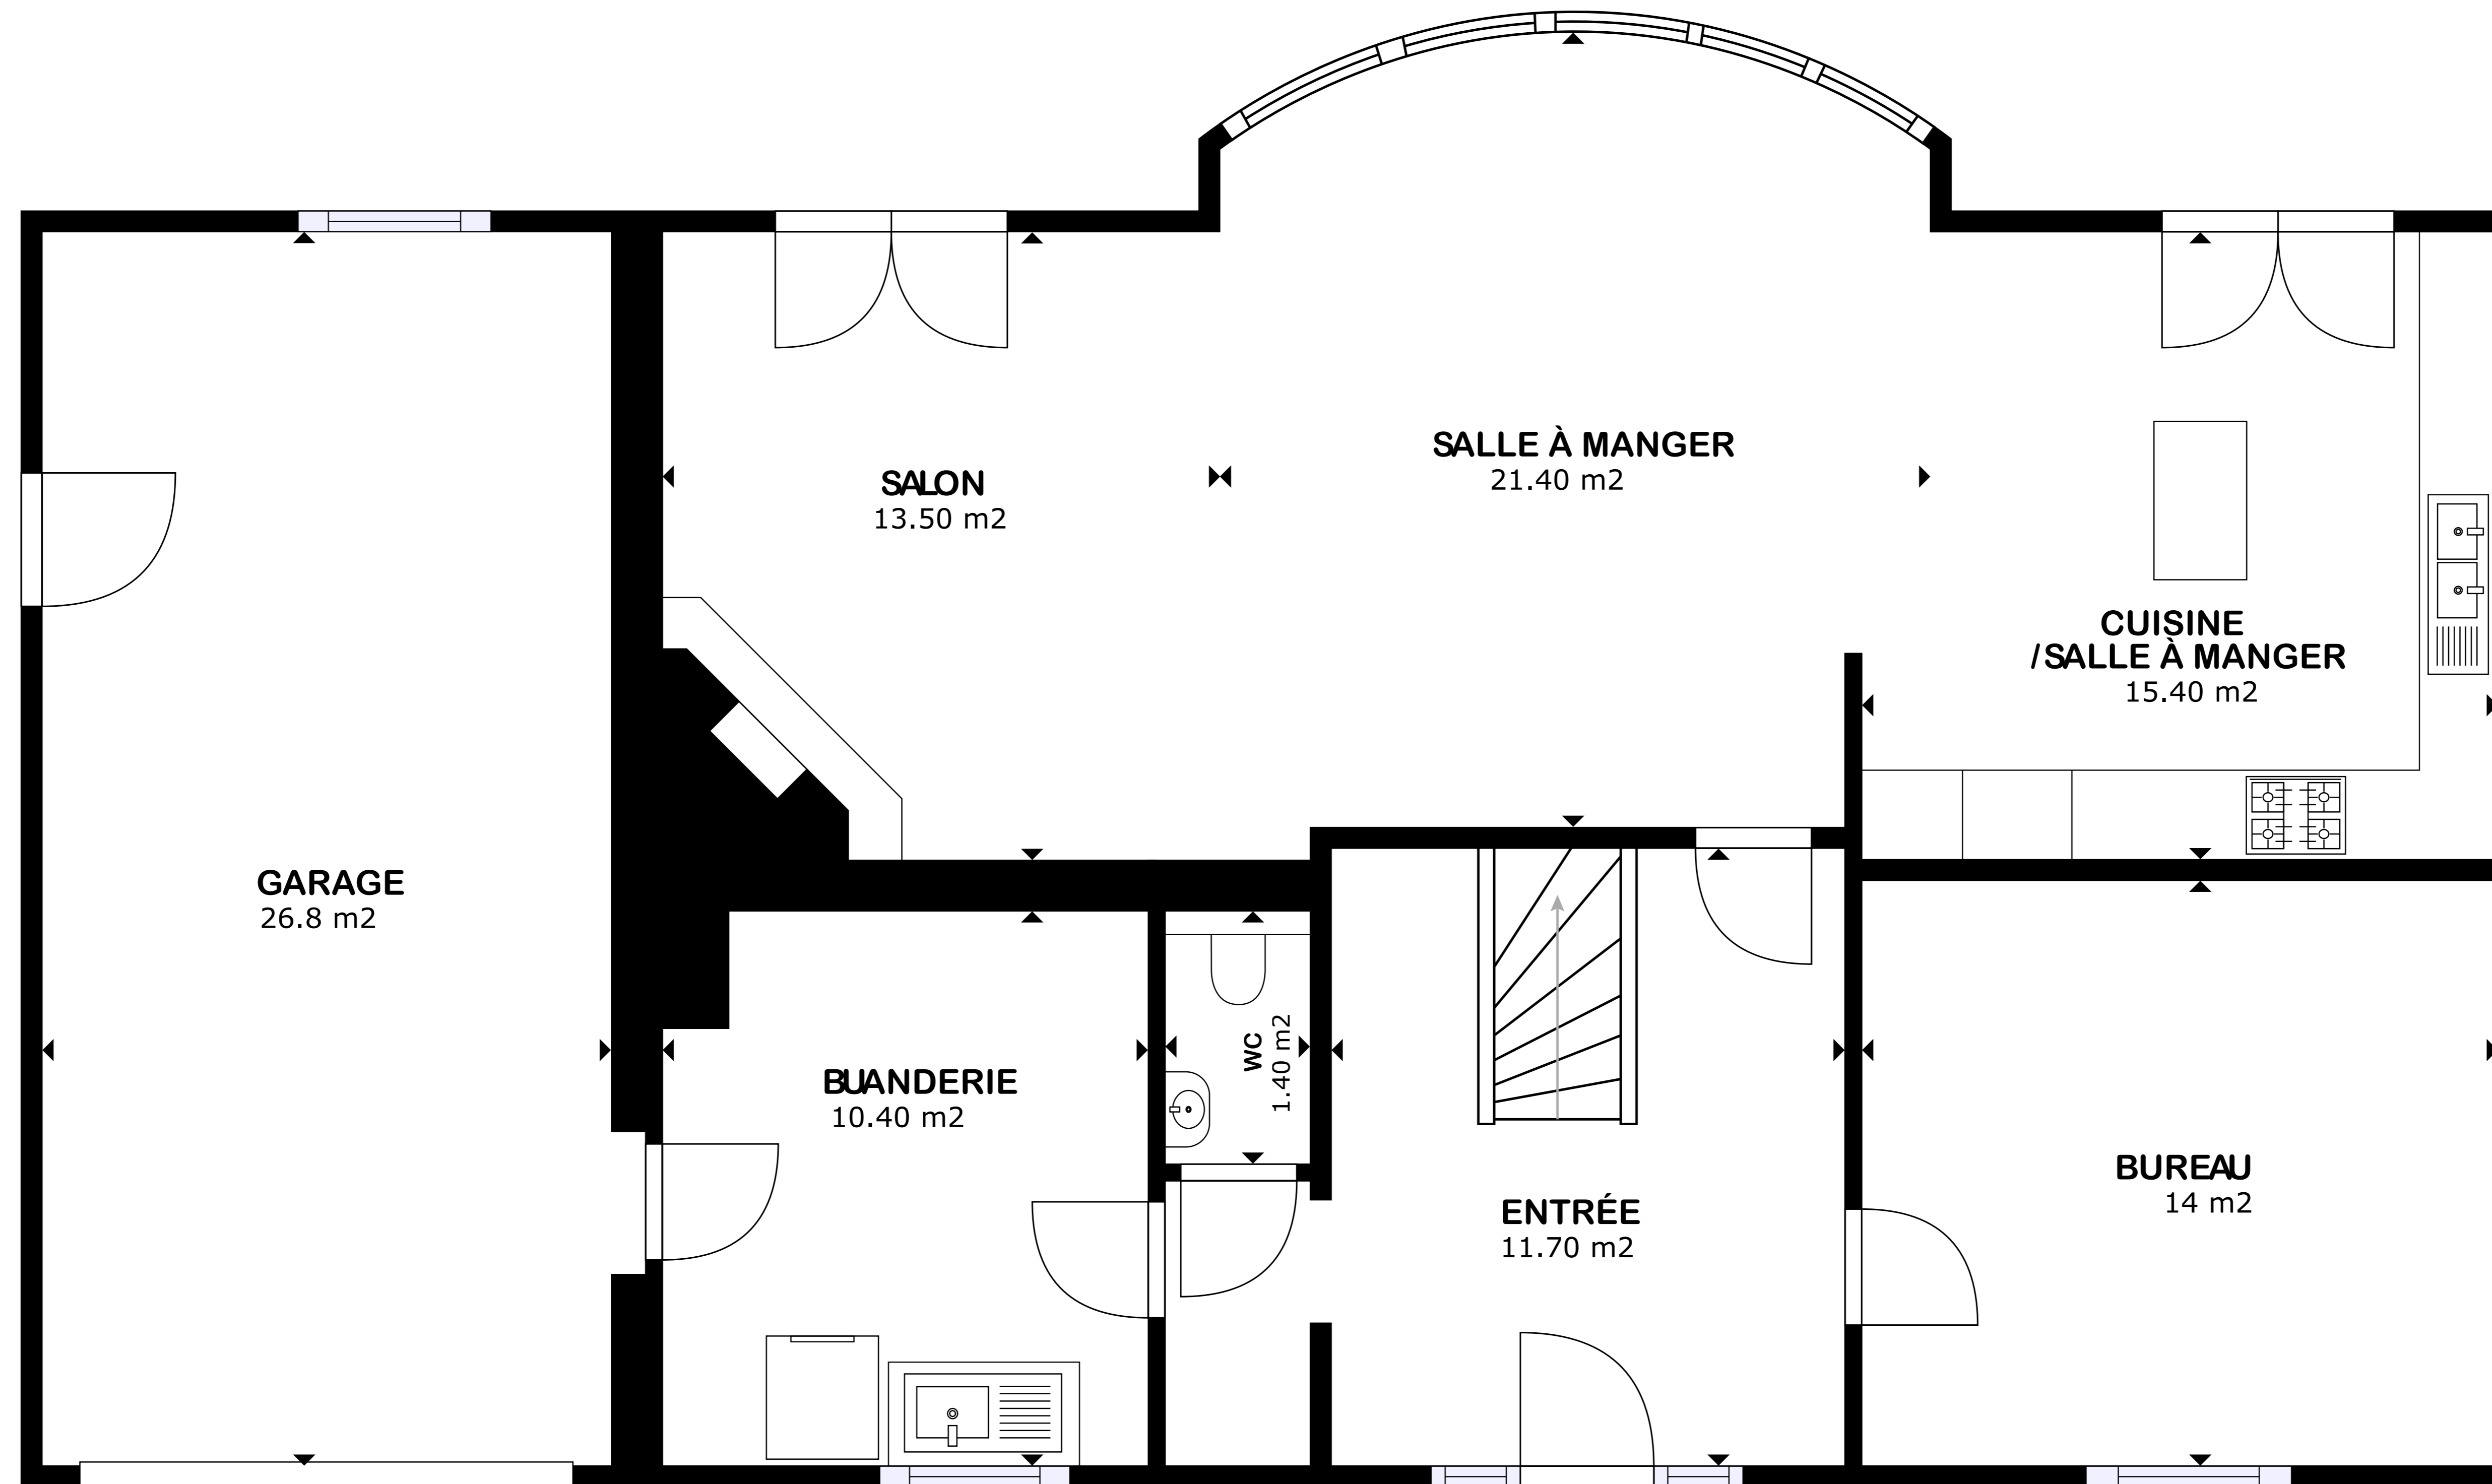 SALLE À MANGER
21.40 m2
SALON
13.50 m2
CUISINE
/SALLE À MANGER
15.40 m2
GARAGE
26.8 m2
BUANDERIE
10.40 m2
WC
1.40 m2
ENTRÉE
11.70 m2
BUREAU
14 m2